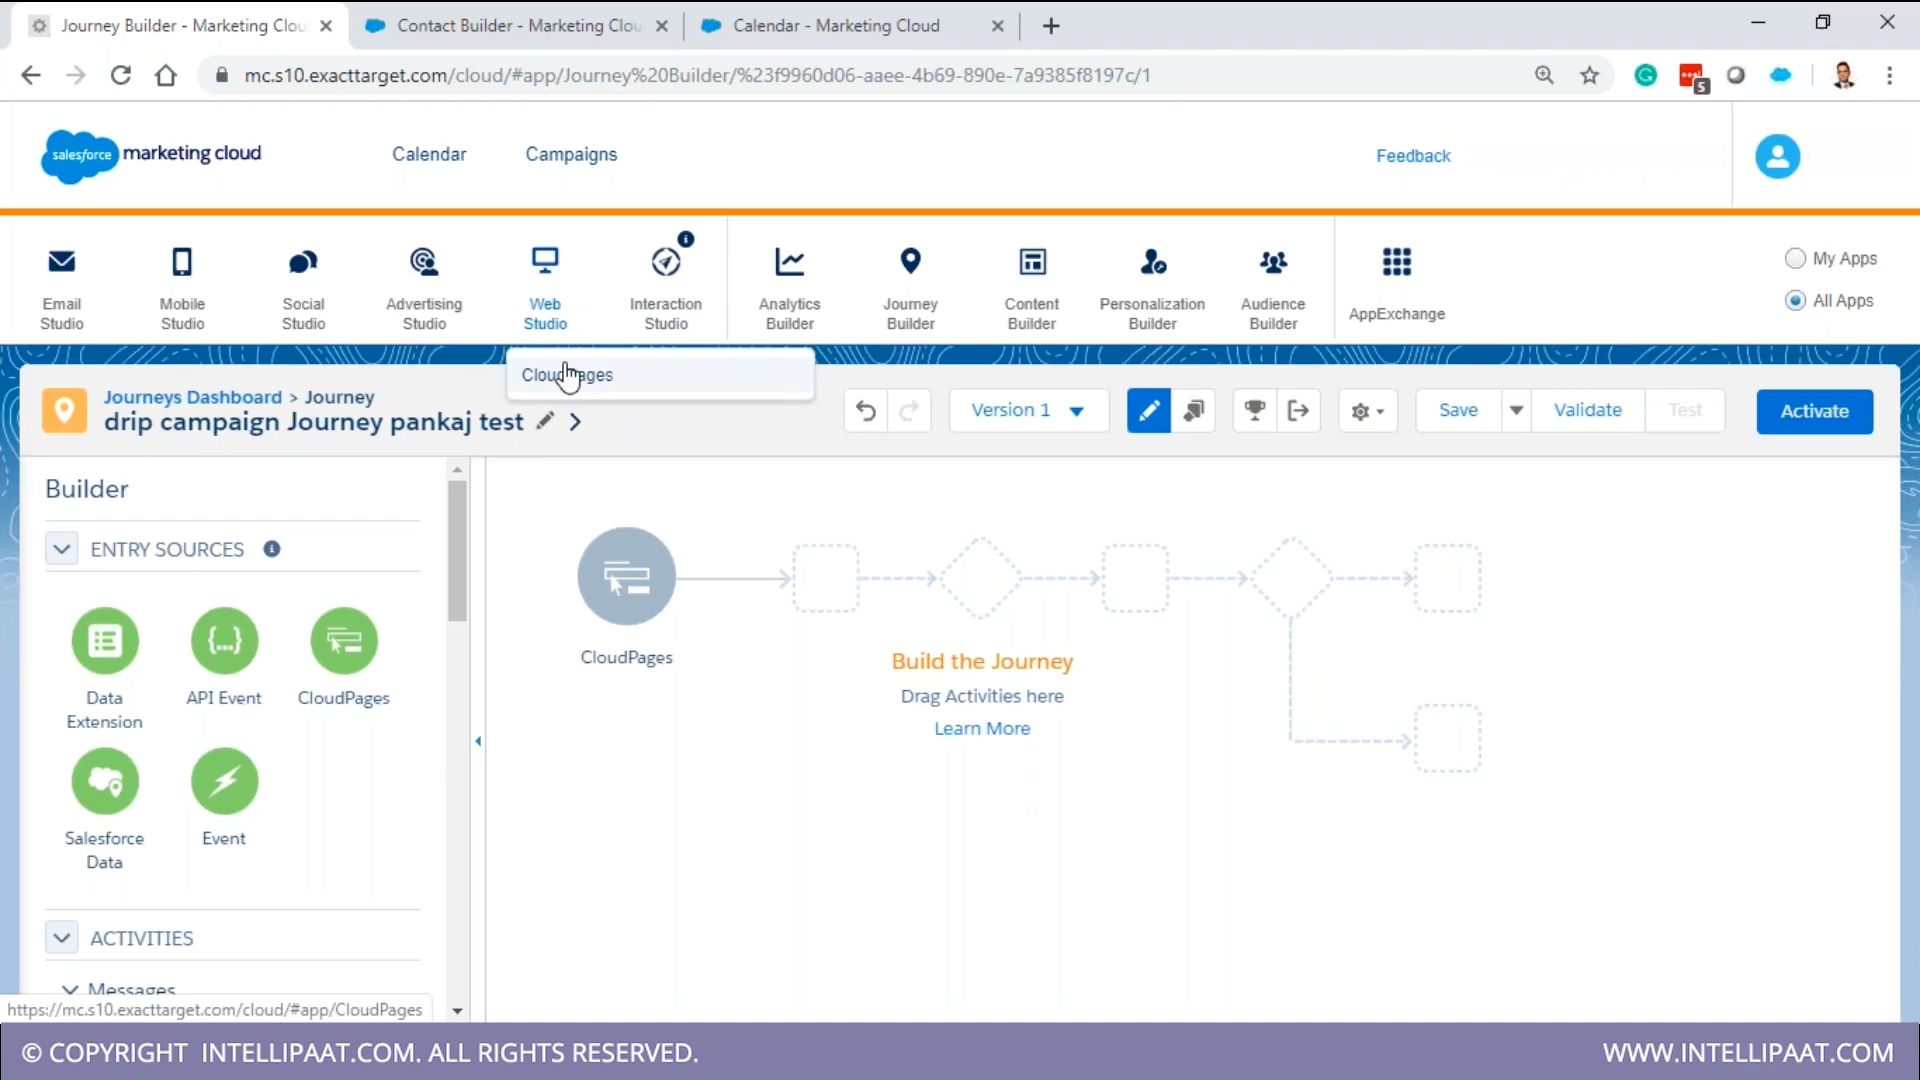 Journey Builder - Marketing Clou
Contact Builder - Marketing Clou
Calendar - Marketing Cloud
mc.s10.exacttarget.com/cloud/#app/Journey%20Builder/%23f9960d06-aaee-4b69-890e-7a9385f8197c/1
S
salesforce marketing cloud
Calendar
Campaigns
Feedback
Email Studio
Mobile Studio
Social Studio
Advertising Studio
Web Studio
Interaction Studio
Analytics Builder
Journey Builder
Content Builder
Personalization Builder
Audience Builder
AppExchange
My Apps
All Apps
CloudPages
Journeys Dashboard > Journey
drip campaign Journey pankaj test
Version 1
Save
Validate
Test
Activate
Builder
ENTRY SOURCES
Data Extension
API Event
CloudPages
Salesforce Data
Event
ACTIVITIES
Messages
CloudPages
Build the Journey
Drag Activities here
Learn More
https://mc.s10.exacttarget.com/cloud/#app/CloudPages
© COPYRIGHT INTELLIPAAT.COM. ALL RIGHTS RESERVED.
WWW.INTELLIPAAT.COM